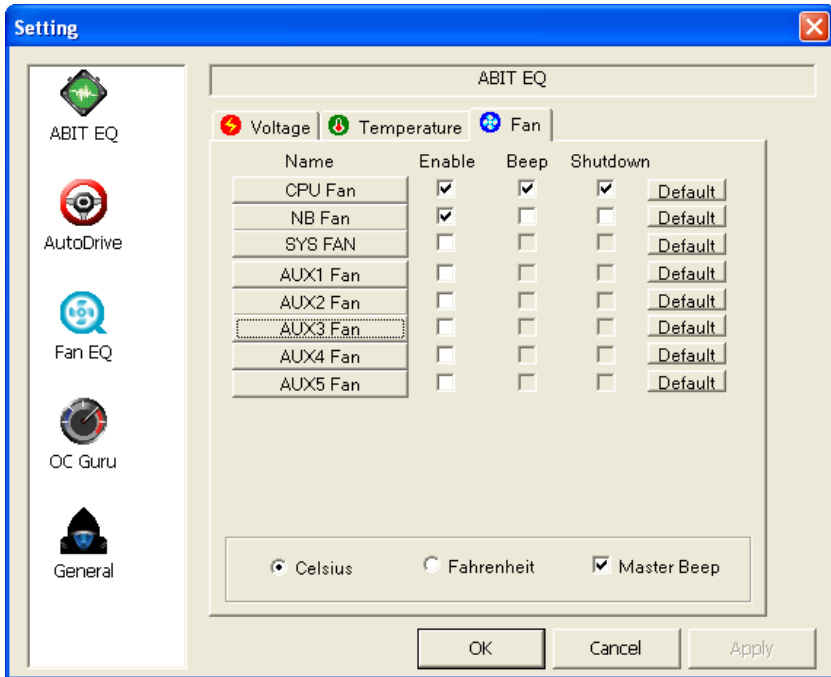 Setting
ABIT EQ
ABIT EQ
AutoDrive
Fan EQ
OC Guru
General
Voltage Temperature Fan
Name Enable Beep Shutdown
CPU Fan Default
NB Fan Default
SYS FAN Default
AUX1 Fan Default
AUX2 Fan Default
AUX3 Fan Default
AUX4 Fan Default
AUX5 Fan Default
Celsius Fahrenheit Master Beep
OK Cancel Apply